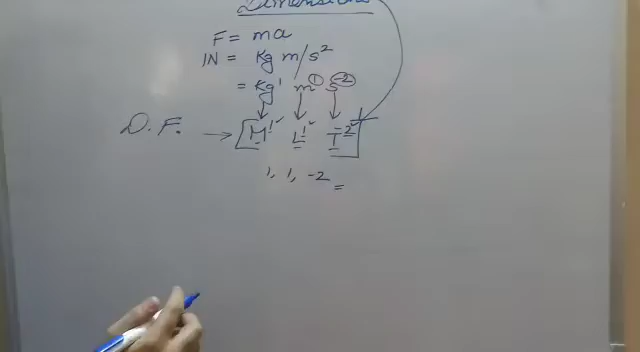 Dimensions
F = ma
1N = Kg m/s²
= Kg¹ m¹ s⁻²
D.F. → [M¹ L¹ T⁻²]
1, 1, -2